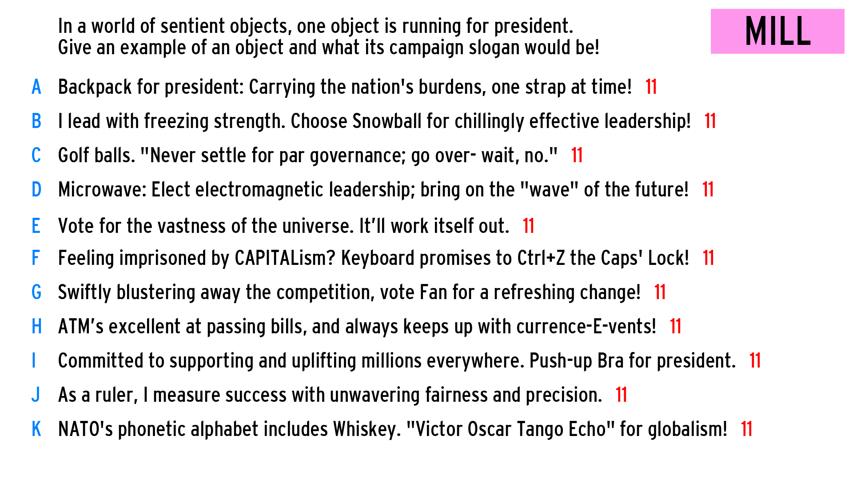 In a world of sentient objects, one object is running for president.
Give an example of an object and what its campaign slogan would be!
MILL
A Backpack for president: Carrying the nation's burdens, one strap at time! 11
B I lead with freezing strength. Choose Snowball for chillingly effective leadership! 11
C Golf balls. "Never settle for par governance; go over- wait, no." 11
D Microwave: Elect electromagnetic leadership; bring on the "wave" of the future! 11
E Vote for the vastness of the universe. It’ll work itself out. 11
F Feeling imprisoned by CAPITALism? Keyboard promises to Ctrl+Z the Caps' Lock! 11
G Swiftly blustering away the competition, vote Fan for a refreshing change! 11
H ATM’s excellent at passing bills, and always keeps up with currence-E-vents! 11
I Committed to supporting and uplifting millions everywhere. Push-up Bra for president. 11
J As a ruler, I measure success with unwavering fairness and precision. 11
K NATO's phonetic alphabet includes Whiskey. "Victor Oscar Tango Echo" for globalism! 11